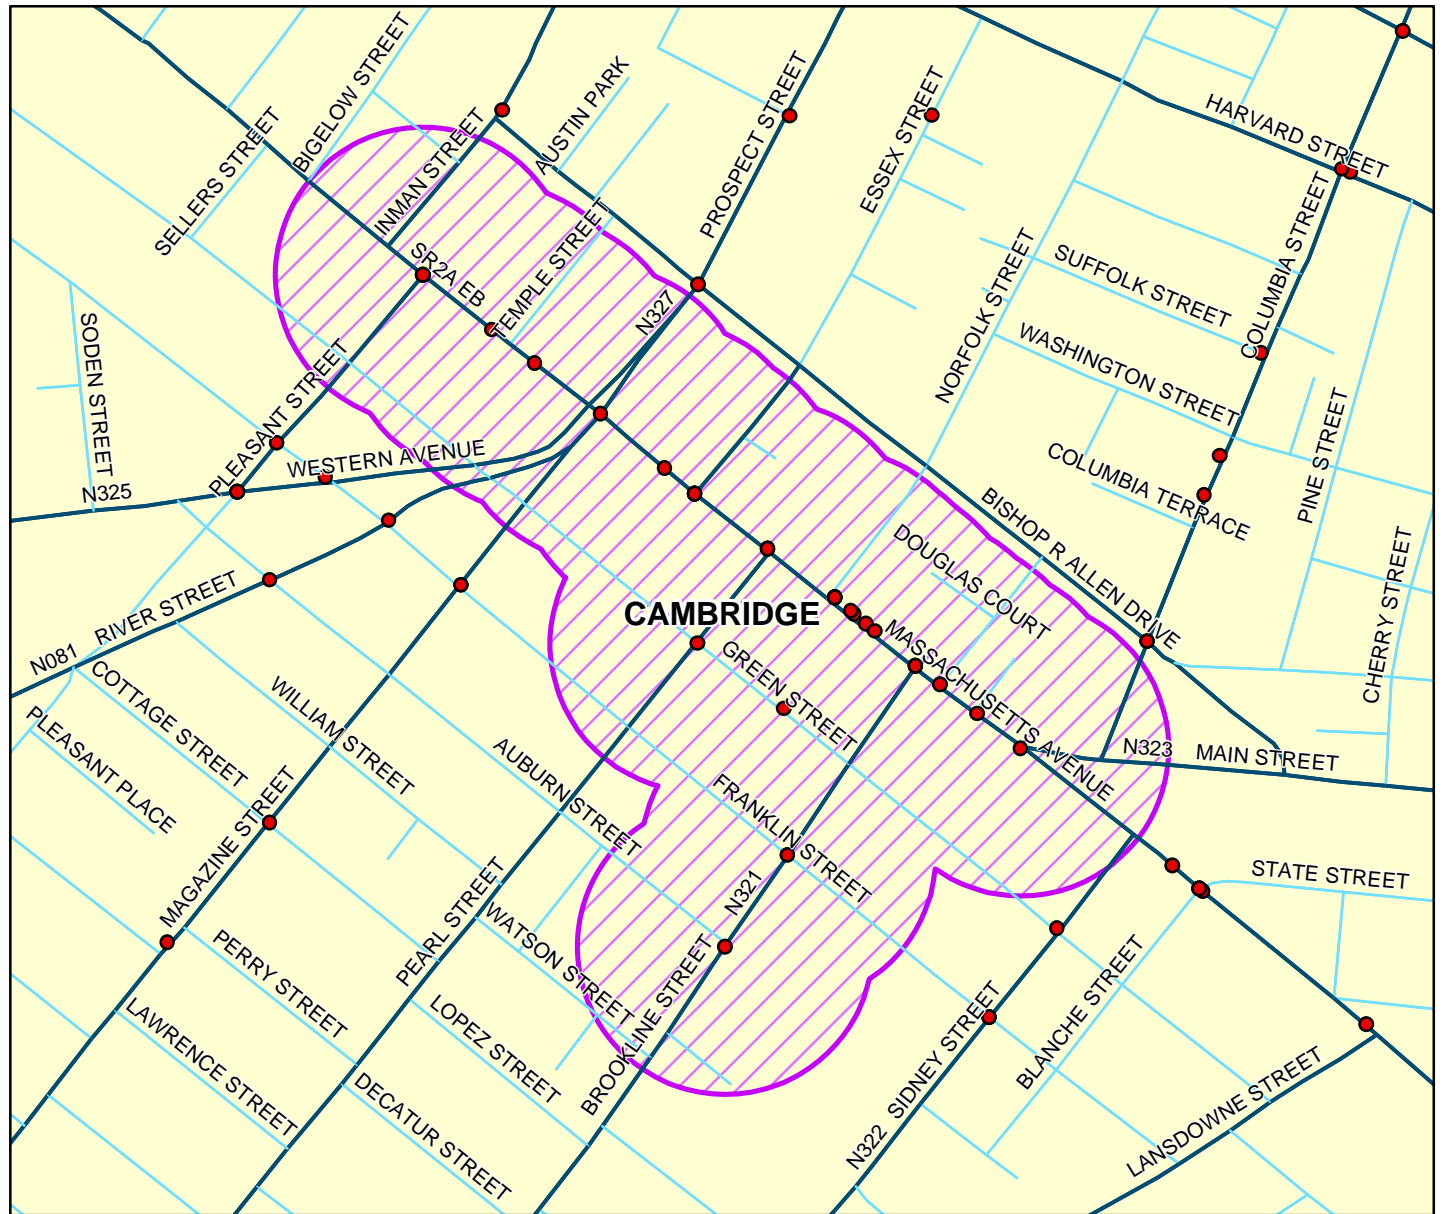 BIGELOW STREET
SELLERS STREET
INMAN STREET
AUSTIN PARK
PROSPECT STREET
ESSEX STREET
HARVARD STREET
COLUMBIA STREET
SR2A EB
TEMPLE STREET
N327
NORFOLK STREET
SUFFOLK STREET
WASHINGTON STREET
SODEN STREET
PLEASANT STREET
WESTERN AVENUE
N325
COLUMBIA TERRACE
PINE STREET
CHERRY STREET
BISHOP R ALLEN DRIVE
DOUGLAS COURT
CAMBRIDGE
RIVER STREET
N081
COTTAGE STREET
PLEASANT PLACE
WILLIAM STREET
GREEN STREET
MASSACHUSETTS AVENUE
N323
MAIN STREET
AUBURN STREET
FRANKLIN STREET
MAGAZINE STREET
PEARL STREET
N321
STATE STREET
WATSON STREET
BROOKLINE STREET
PERRY STREET
LAWRENCE STREET
LOPEZ STREET
DECATUR STREET
SIDNEY STREET
N322
BLANCHE STREET
LANSDOWNE STREET